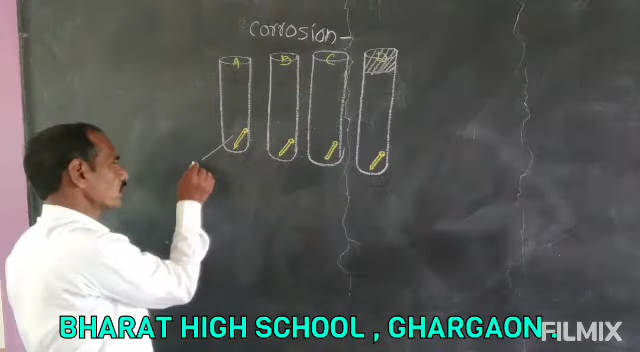 Corrosion-
A B C D
BHARAT HIGH SCHOOL , GHARGAON .
FILMIX